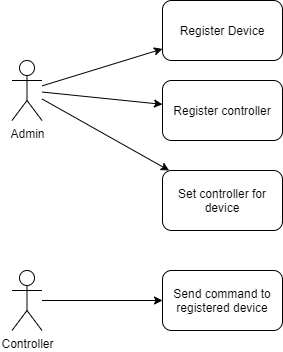 Register Device
Register controller
Admin
Set controller for
device
Send command to
registered device
Controller